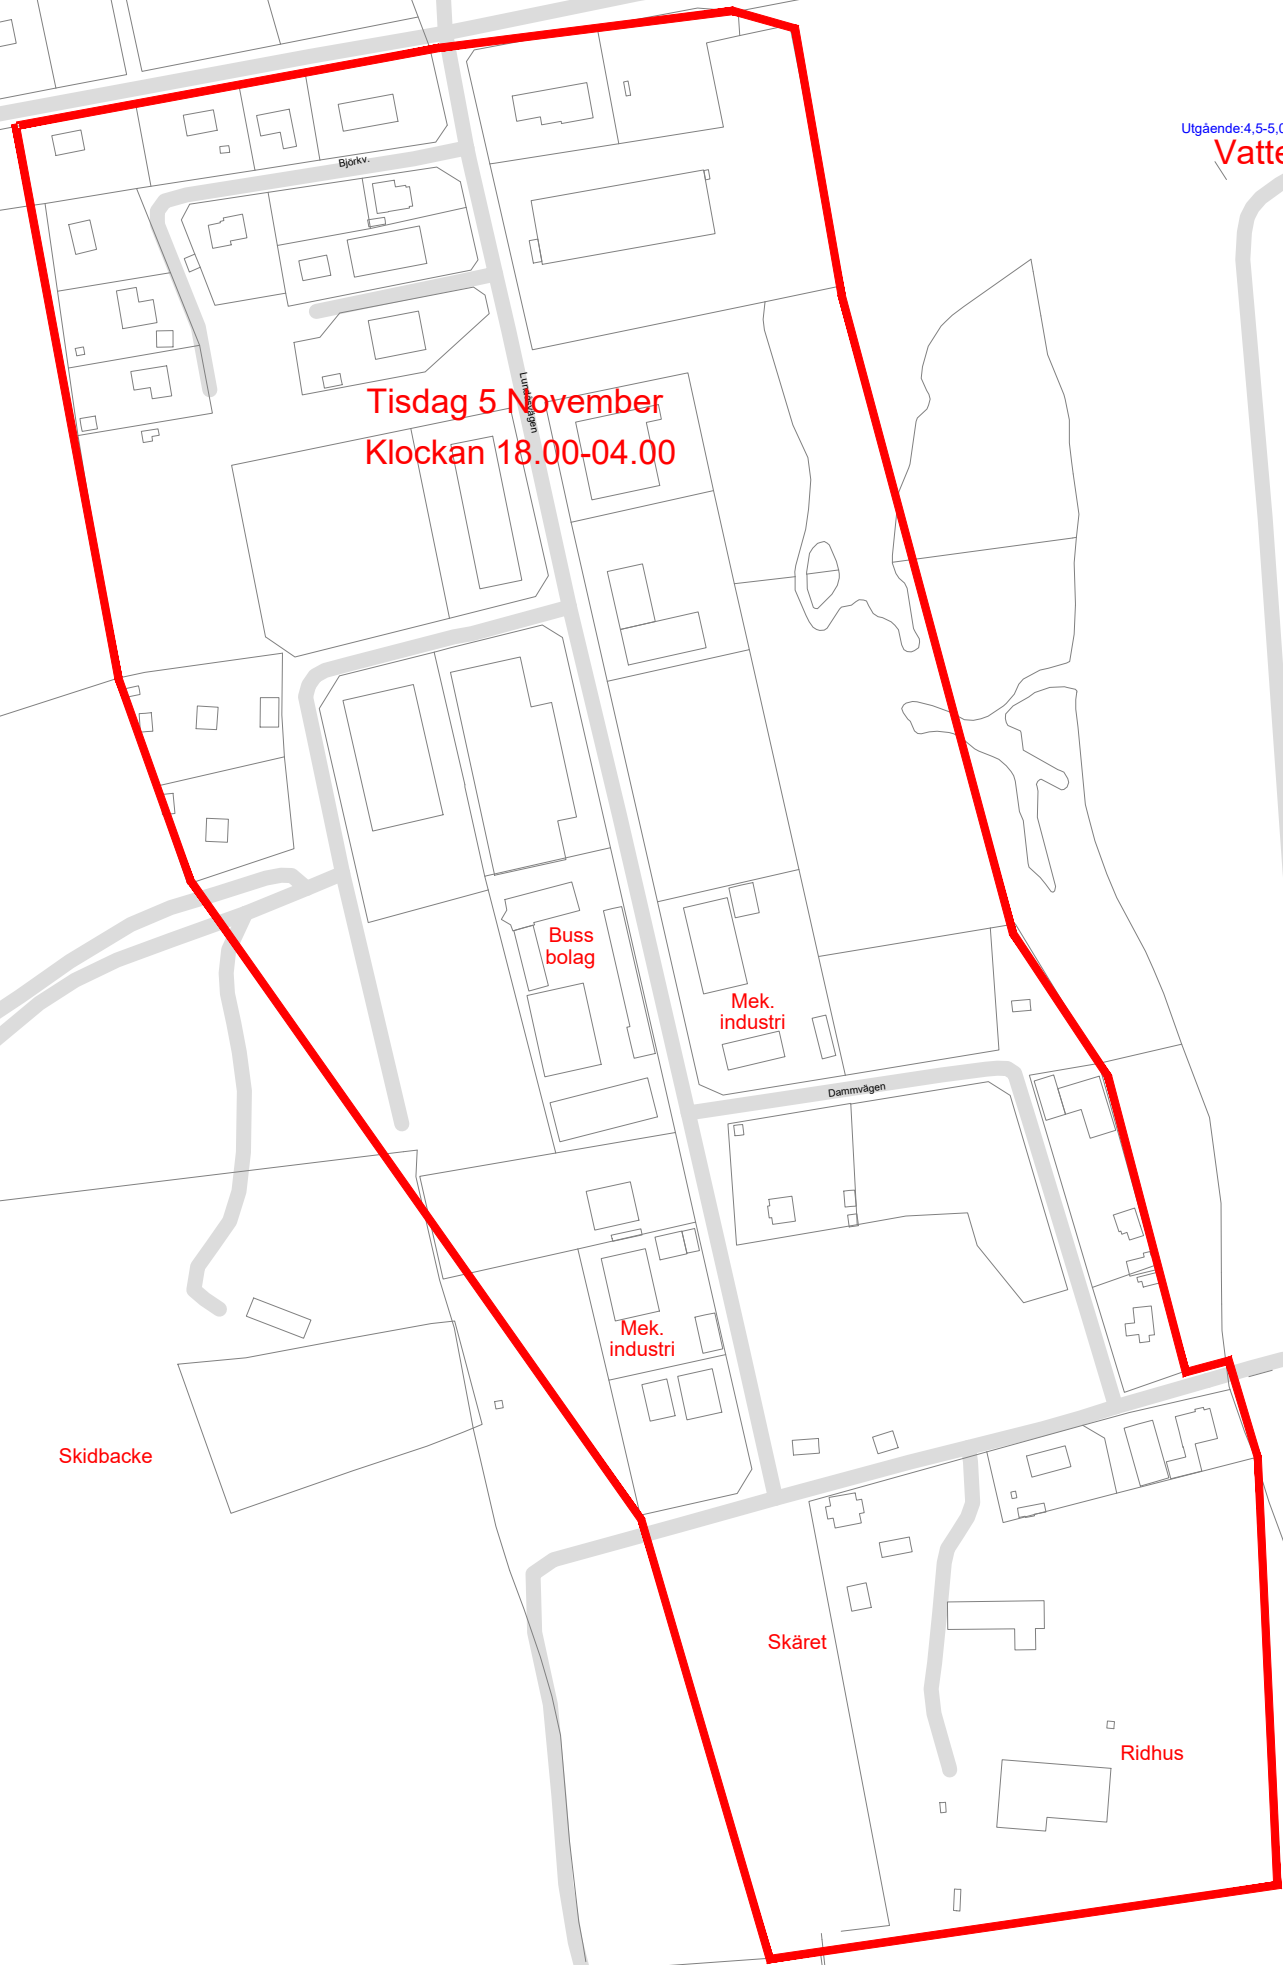 Utgående:4,5-5,0
Vatte
Björkv.
Tisdag 5 November
Klockan 18.00-04.00
Lundåsvägen
Buss
bolag
Mek.
industri
Dammvägen
Mek.
industri
Skidbacke
Skäret
Ridhus